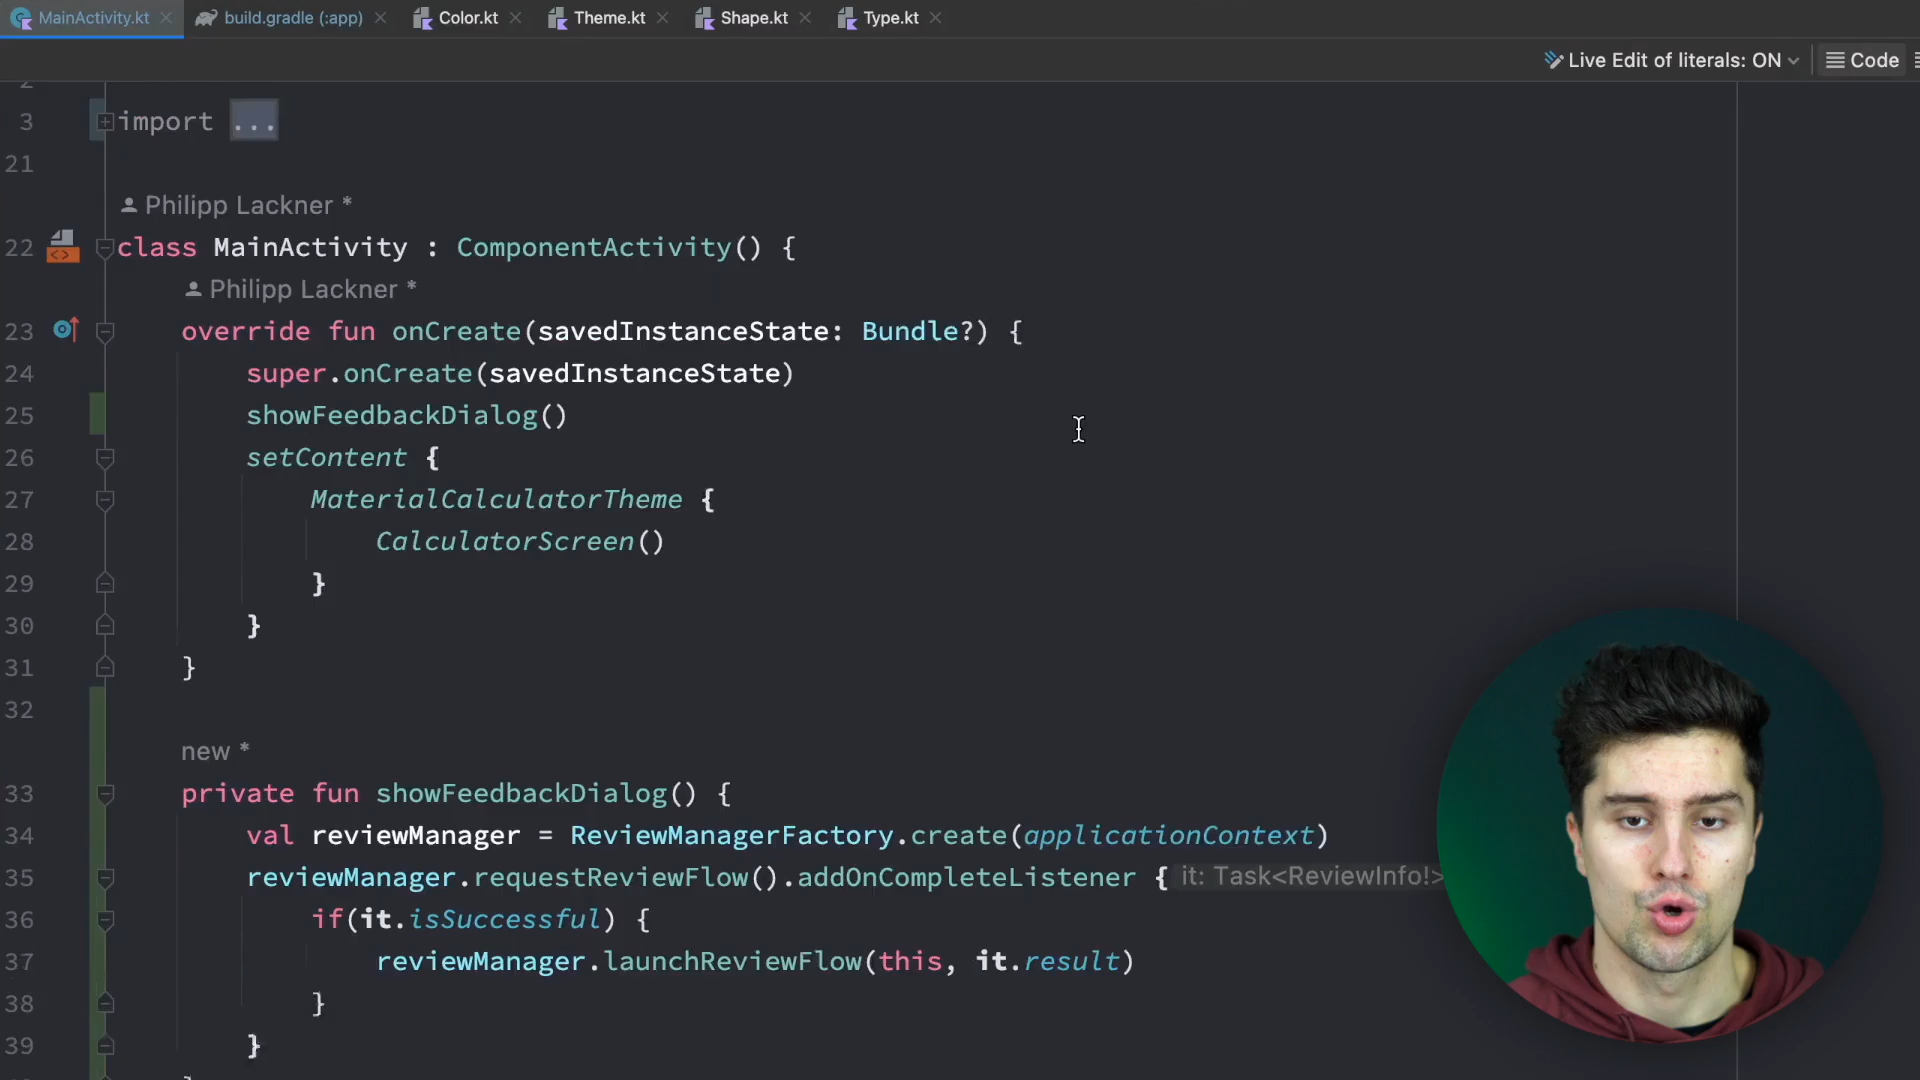 MainActivity.kt build.gradle (:app) Color.kt Theme.kt Shape.kt Type.kt
Live Edit of literals: ON Code
2
3 import ...
21
Philipp Lackner *
22 class MainActivity : ComponentActivity() {
Philipp Lackner *
23 override fun onCreate(savedInstanceState: Bundle?) {
24 super.onCreate(savedInstanceState)
25 showFeedbackDialog()
26 setContent {
27 MaterialCalculatorTheme {
28 CalculatorScreen()
29 }
30 }
31 }
32
new *
33 private fun showFeedbackDialog() {
34 val reviewManager = ReviewManagerFactory.create(applicationContext)
35 reviewManager.requestReviewFlow().addOnCompleteListener { it: Task<ReviewInfo!>
36 if(it.isSuccessful) {
37 reviewManager.launchReviewFlow(this, it.result)
38 }
39 }